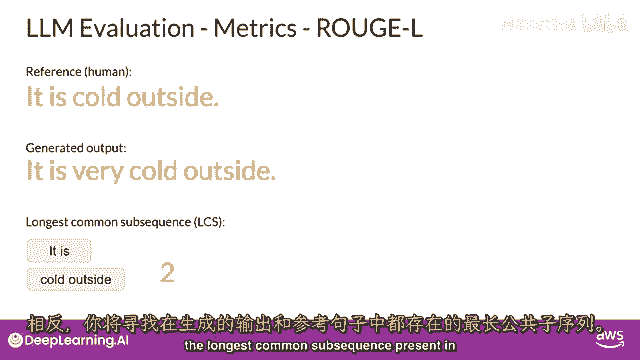 LLM Evaluation - Metrics - ROUGE-L
Reference (human):
It is cold outside.
Generated output:
It is very cold outside.
Longest common subsequence (LCS):
It is
cold outside
2
相反，你将寻找在生成的输出和参考句子中都存在的最长公共子序列。
the longest common subsequence present in
DeepLearning.AI
aws